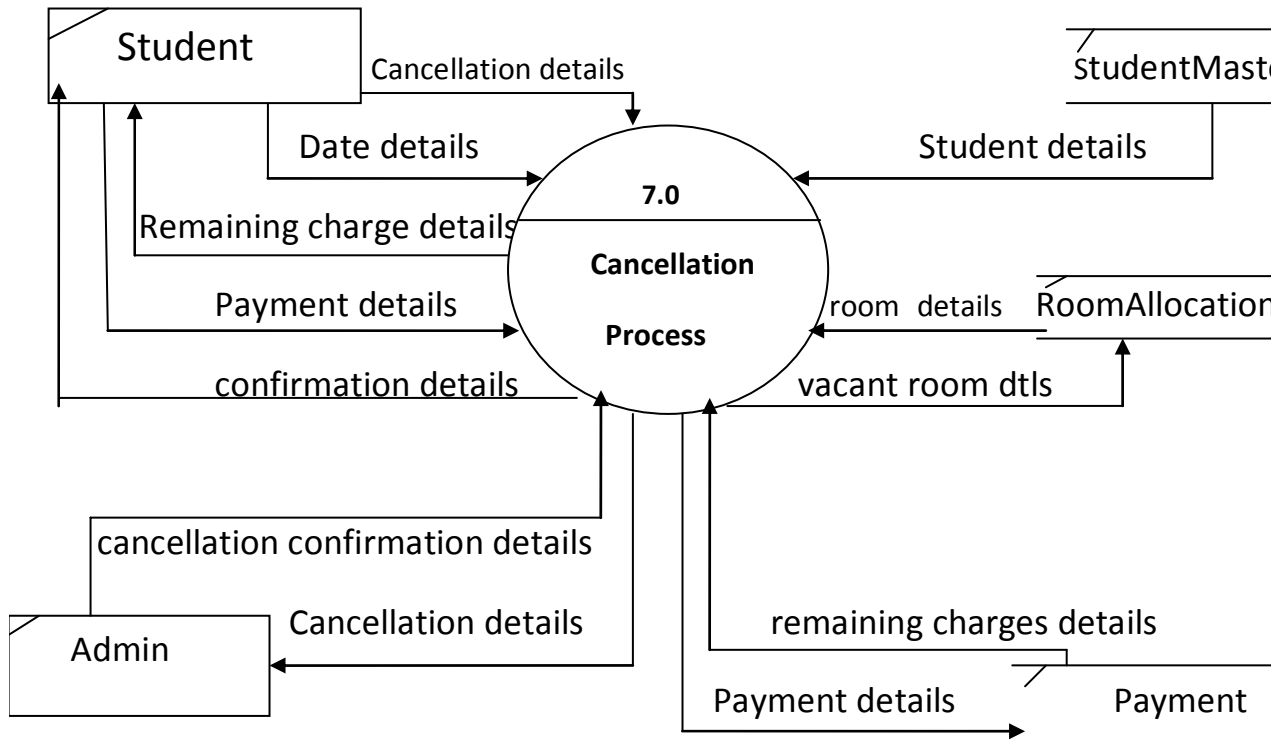 Student
Cancellation details
StudentMaste
Date details
Student details
7.0
Remaining charge details
Cancellation
Process
Payment details
room details
RoomAllocation
confirmation details
vacant room dtls
cancellation confirmation details
Cancellation details
remaining charges details
Admin
Payment details
Payment